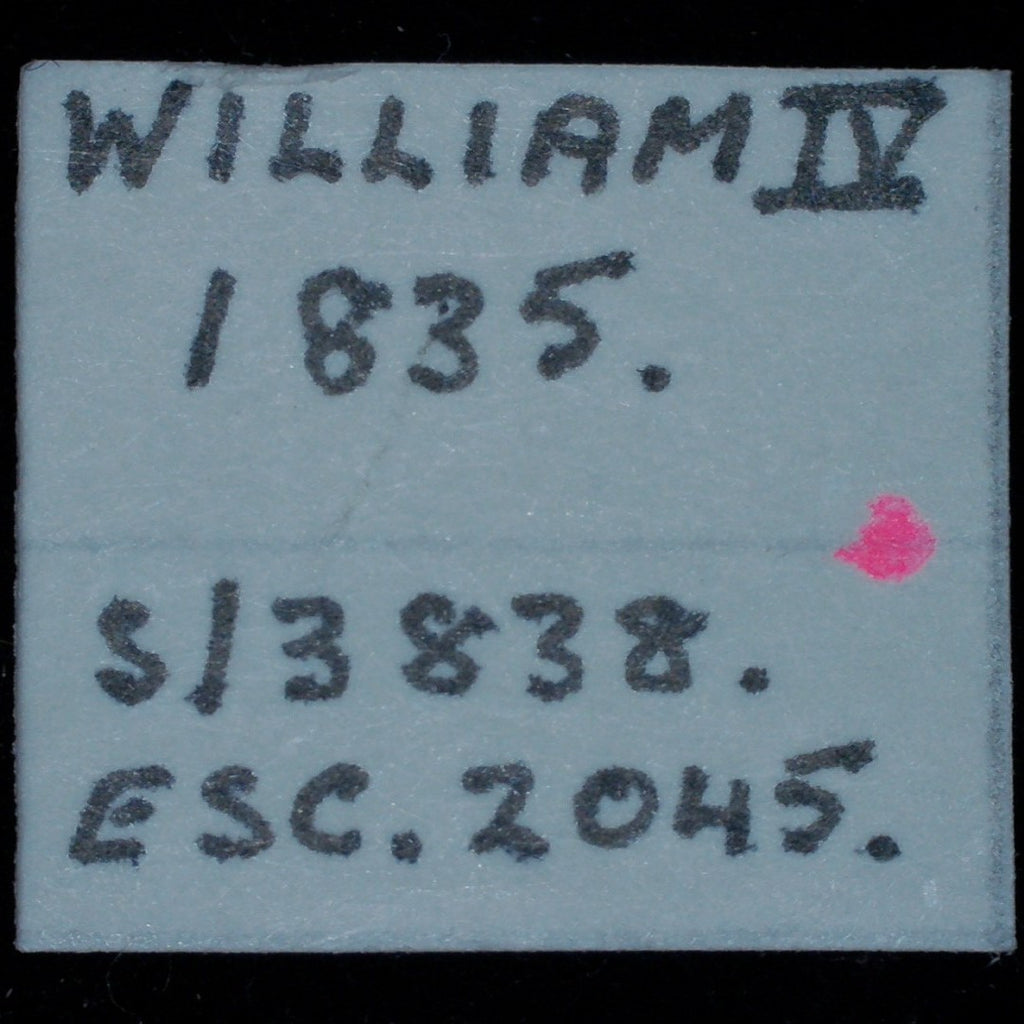 WILLIAM IV
1835.
S/3838.
ESC. 2045.